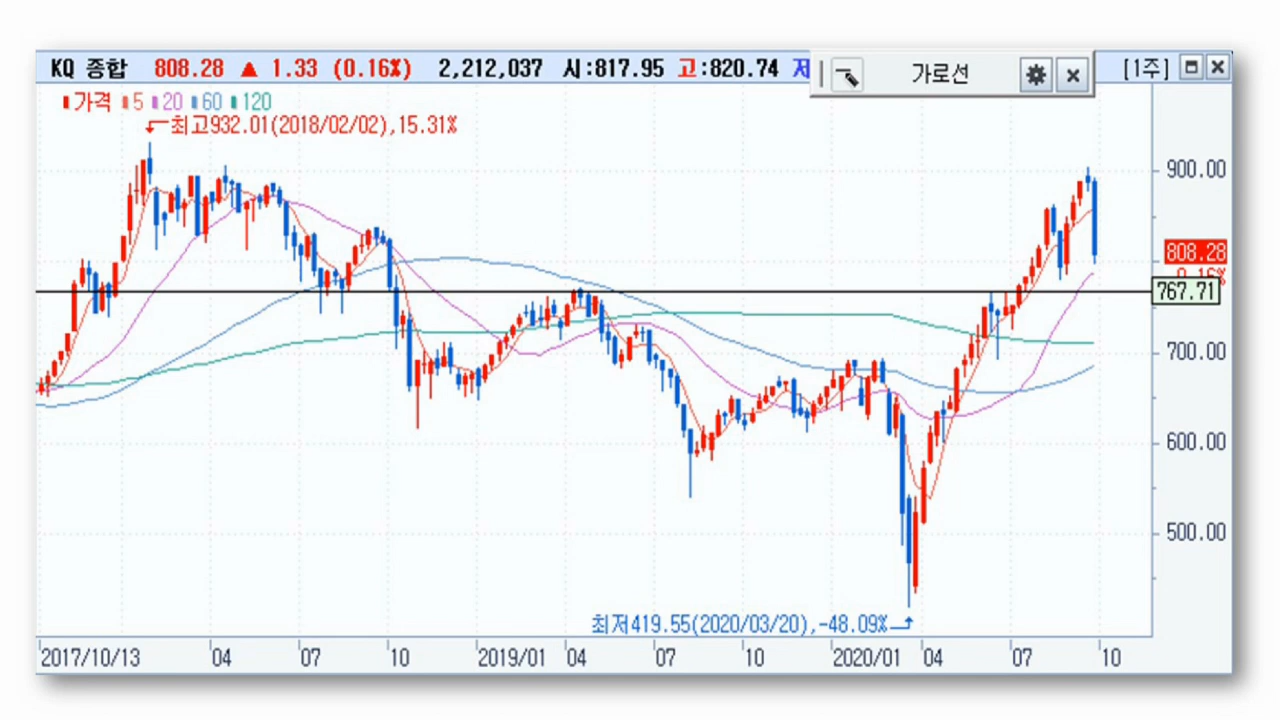 KQ 종합 808.28 ▲ 1.33 (0.16%) 2,212,037 시:817.95 고:820.74 저 가로선 [1주]
가격 5 20 60 120
최고932.01(2018/02/02),15.31%
900.00
808.28
0.16%
767.71
700.00
600.00
500.00
최저419.55(2020/03/20),-48.09%
2017/10/13 04 07 10 2019/01 04 07 10 2020/01 04 07 10